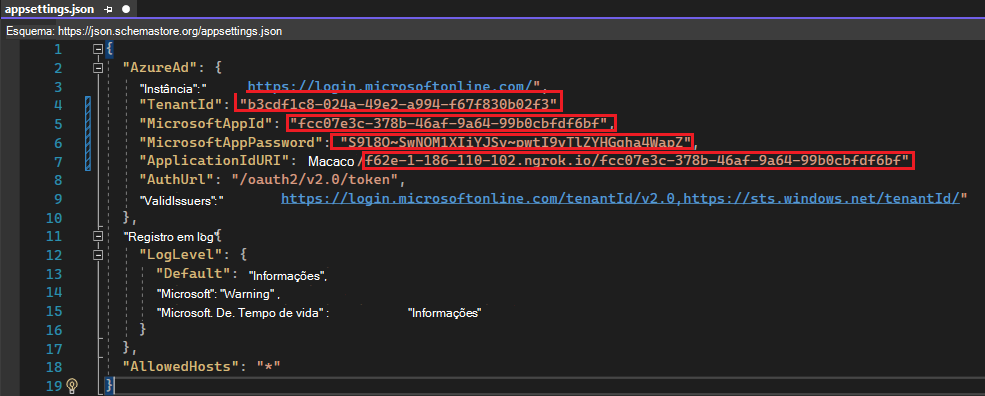 appsettings.json
Esquema: https://json.schemastore.org/appsettings.json
1 {
2 "AzureAd": {
3 "Instância": " https://login.microsoftonline.com/",
4 "TenantId": "b3cdf1c8-024a-49e2-a994-f67f830b02f3"
5 "MicrosoftAppId": "fcc07e3c-378b-46af-9a64-99b0cbfdf6bf",
6 "MicrosoftAppPassword": "S9l8Q~SwNOM1XIiYJSv~pwtI9vTlZYHGqha4WapZ",
7 "ApplicationIdURI": Macaco /f62e-1-186-110-102.ngrok.io/fcc07e3c-378b-46af-9a64-99b0cbfdf6bf"
8 "AuthUrl": "/oauth2/v2.0/token",
9 "ValidIssuers": " https://login.microsoftonline.com/tenantId/v2.0,https://sts.windows.net/tenantId/"
10 },
11 "Registro em log"{
12 "LogLevel": {
13 "Default": "Informações",
14 "Microsoft": "Warning" ,
15 "Microsoft. De. Tempo de vida" : "Informações"
16 }
17 },
18 "AllowedHosts": "*"
19 }